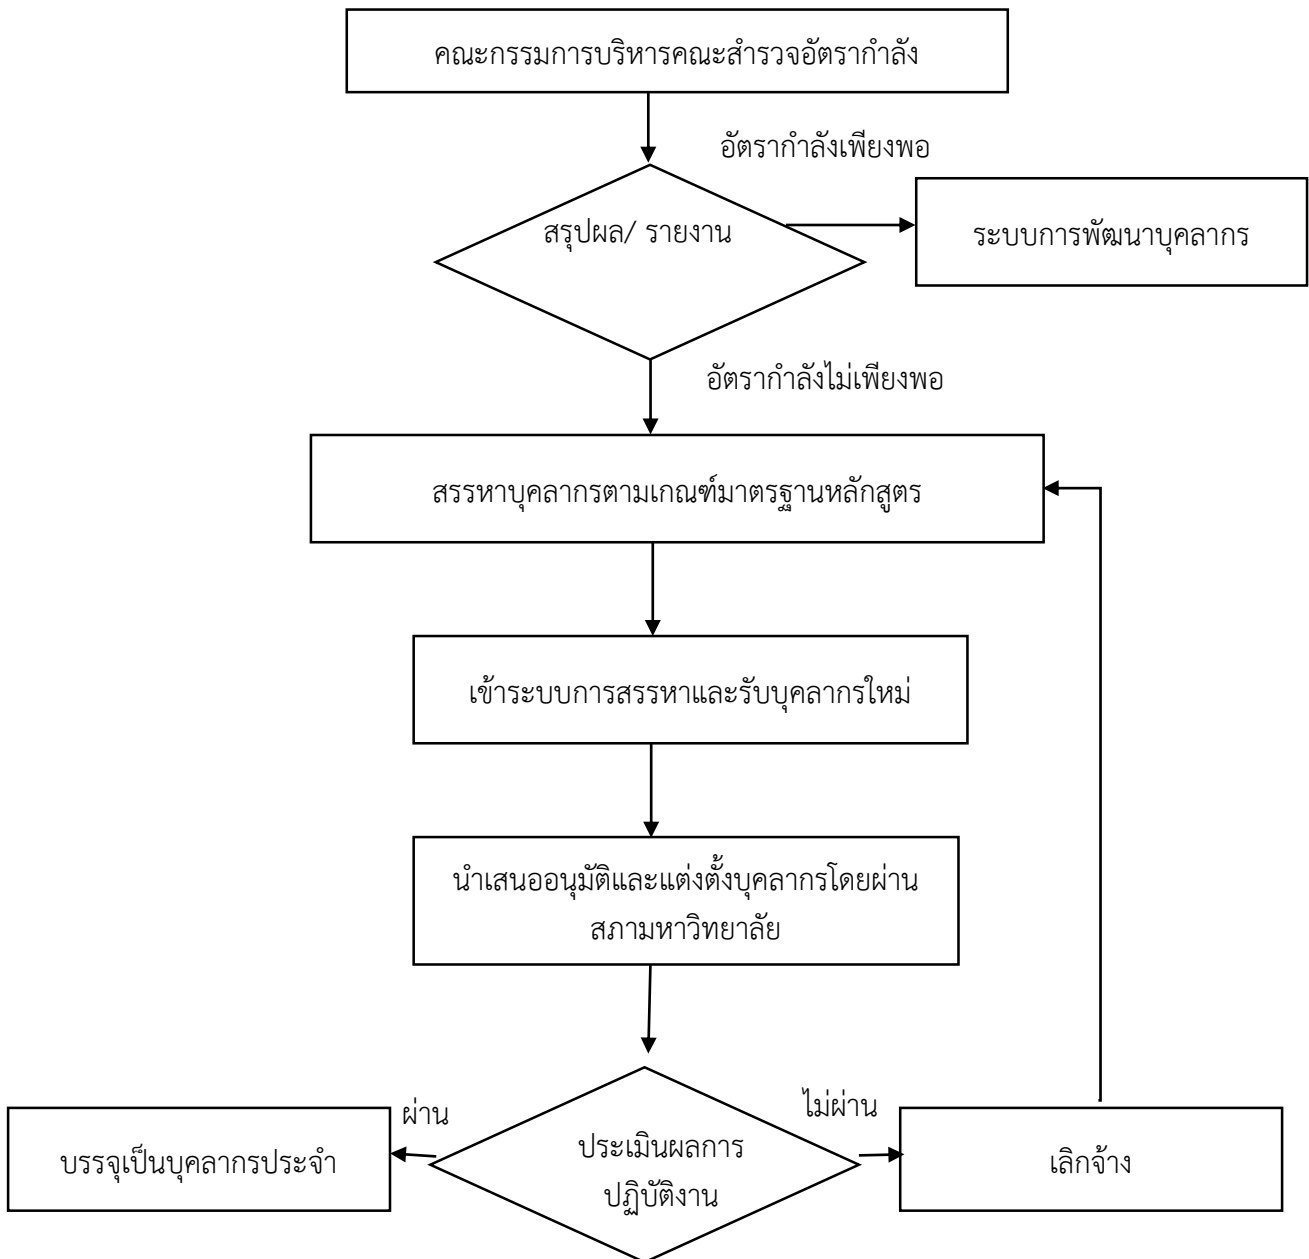 คณะกรรมการบริหารคณะสำรวจอัตรากำลัง
อัตรากำลังเพียงพอ
สรุปผล/ รายงาน
ระบบการพัฒนาบุคลากร
อัตรากำลังไม่เพียงพอ
สรรหาบุคลากรตามเกณฑ์มาตรฐานหลักสูตร
เข้าระบบการสรรหาและรับบุคลากรใหม่
นำเสนออนุมัติและแต่งตั้งบุคลากรโดยผ่าน
สภามหาวิทยาลัย
ผ่าน
ไม่ผ่าน
บรรจุเป็นบุคลากรประจำ
ประเมินผลการ
ปฏิบัติงาน
เลิกจ้าง